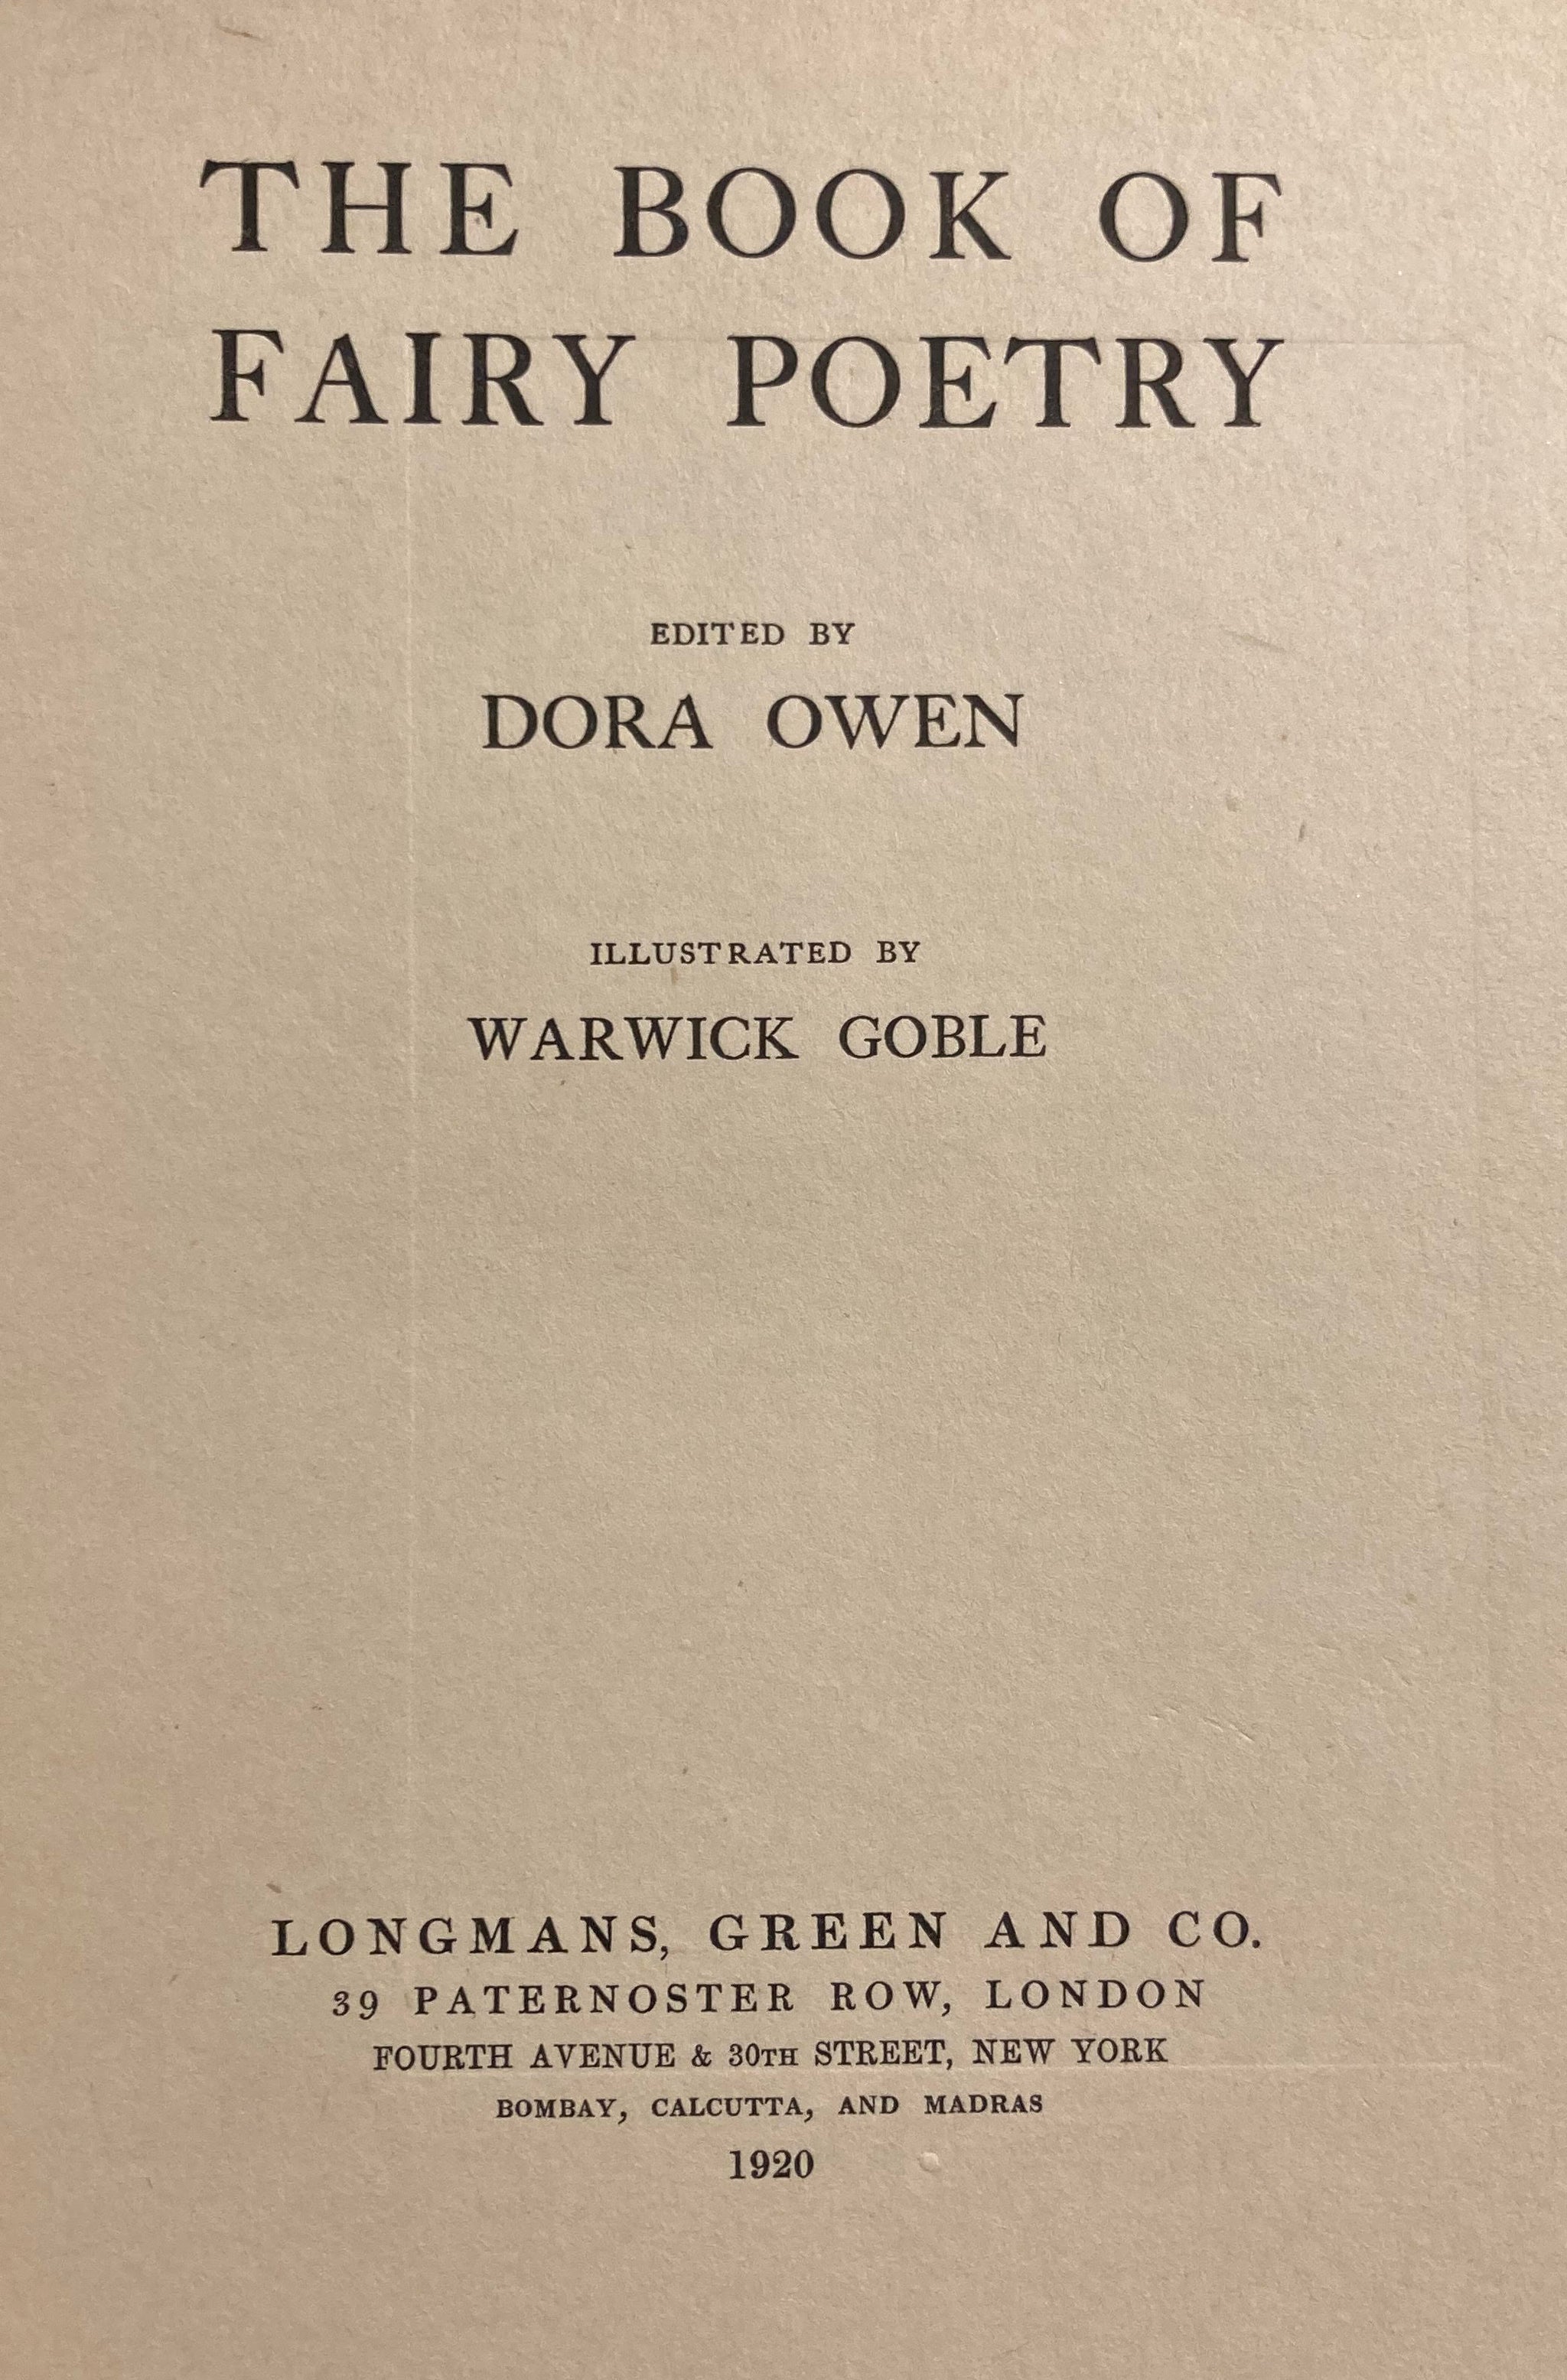 THE BOOK OF
FAIRY POETRY
EDITED BY
DORA OWEN
ILLUSTRATED BY
WARWICK GOBLE
LONGMANS, GREEN AND CO.
39 PATERNOSTER ROW, LONDON
FOURTH AVENUE & 30TH STREET, NEW YORK
BOMBAY, CALCUTTA, AND MADRAS
1920